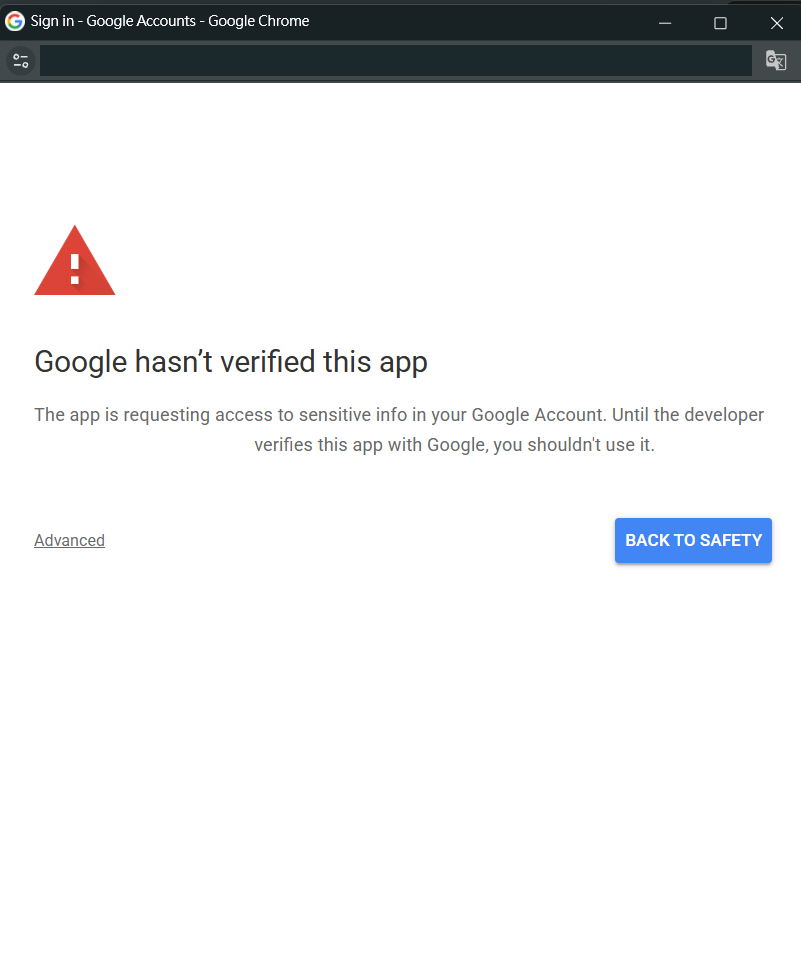 Sign in - Google Accounts - Google Chrome
Google hasn’t verified this app
The app is requesting access to sensitive info in your Google Account. Until the developer
verifies this app with Google, you shouldn't use it.
Advanced
BACK TO SAFETY